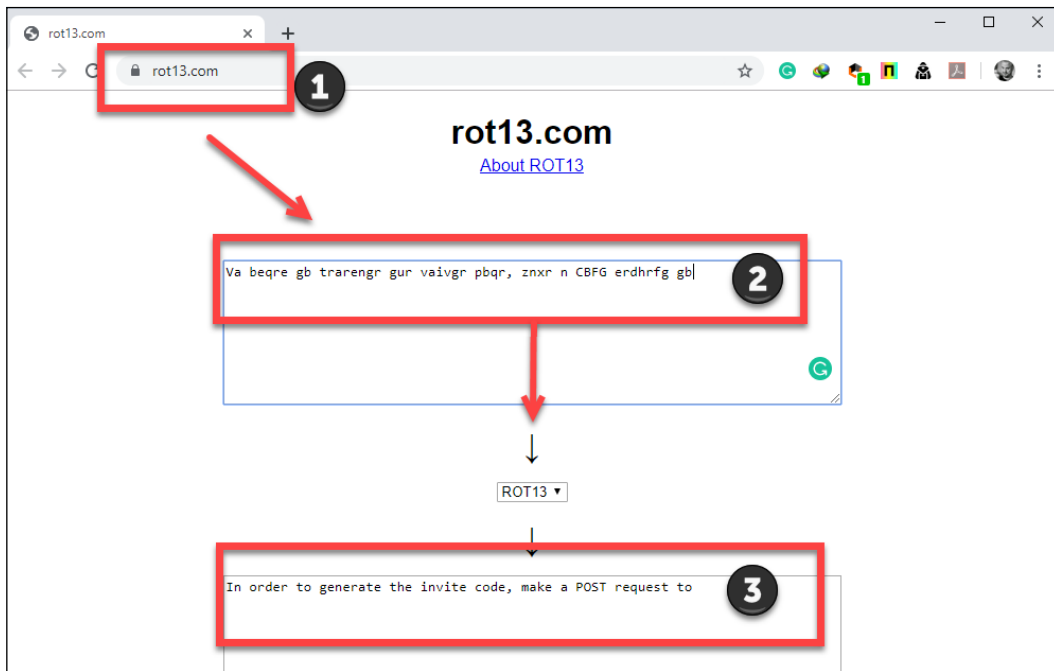 rot13.com
rot13.com
1
rot13.com
About ROT13
Va beqre gb trarengr gur vaivgr pbqr, znxr n CBFG erdhrfg gb
2
ROT13
In order to generate the invite code, make a POST request to
3